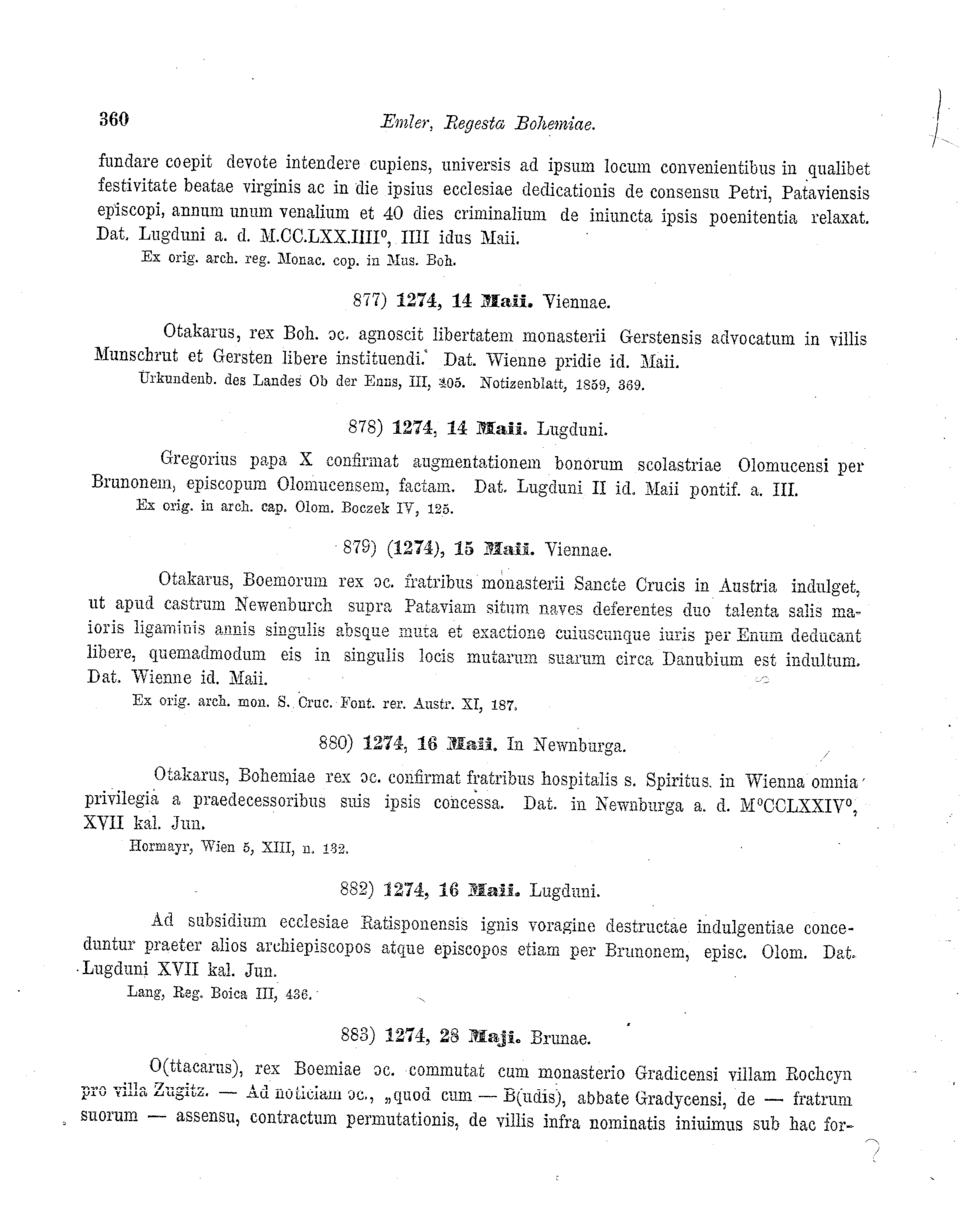 360
Emler, Regesta Bohemiae.
fundare coepit devote intendere cupiens, universis ad ipsum locum convenientibus in qualibet
festivitate beatae virginis ac in die ipsius ecclesiae dedicationis de consensu Petri, Pataviensis
episcopi, annum unum venalium et 40 dies criminalium de iniuncta ipsis poenitentia relaxat.
Dat. Lugduni a. d. M.CC.LXX.IIII⁰, IIII idus Maii.
Ex orig. arch. reg. Monac. cop. in Mus. Boh.
877) 1274, 14 Maii. Viennae.
Otakarus, rex Boh. ɔc. agnoscit libertatem monasterii Gerstensis advocatum in villis
Munschrut et Gersten libere instituendi. Dat. Wienne pridie id. Maii.
Urkundenb. des Landes Ob der Enns, III, 405. Notizenblatt, 1859, 369.
878) 1274, 14 Maii. Lugduni.
Gregorius papa X confirmat augmentationem bonorum scolastriae Olomucensi per
Brunonem, episcopum Olomucensem, factam. Dat. Lugduni II id. Maii pontif. a. III.
Ex orig. in arch. cap. Olom. Boczek IV, 125.
879) (1274), 15 Maii. Viennae.
Otakarus, Boemorum rex ɔc. fratribus monasterii Sancte Crucis in Austria indulget,
ut apud castrum Newenburch supra Pataviam situm naves deferentes duo talenta salis ma-
ioris ligaminis annis singulis absque muta et exactione cuiuscunque iuris per Enum deducant
libere, quemadmodum eis in singulis locis mutarum suarum circa Danubium est indultum.
Dat. Wienne id. Maii.
Ex orig. arch. mon. S. Cruc. Font. rer. Austr. XI, 187.
880) 1274, 16 Maii. In Newnburga.
Otakarus, Bohemiae rex ɔc. confirmat fratribus hospitalis s. Spiritus. in Wienna omnia
privilegia a praedecessoribus suis ipsis concessa. Dat. in Newnburga a. d. M⁰CCLXXIV⁰,
XVII kal. Jun.
Hormayr, Wien 5, XIII, n. 132.
882) 1274, 16 Maii. Lugduni.
Ad subsidium ecclesiae Ratisponensis ignis voragine destructae indulgentiae conce-
duntur praeter alios archiepiscopos atque episcopos etiam per Brunonem, episc. Olom. Dat.
Lugduni XVII kal. Jun.
Lang, Reg. Boica III, 436.
883) 1274, 28 Maji. Brunae.
O(ttacarus), rex Boemiae ɔc. commutat cum monasterio Gradicensi villam Rochcyn
pro villa Zugitz. — Ad noticiam ɔc., „quod cum — B(udis), abbate Gradycensi, de — fratrum
suorum — assensu, contractum permutationis, de villis infra nominatis iniuimus sub hac for-
?